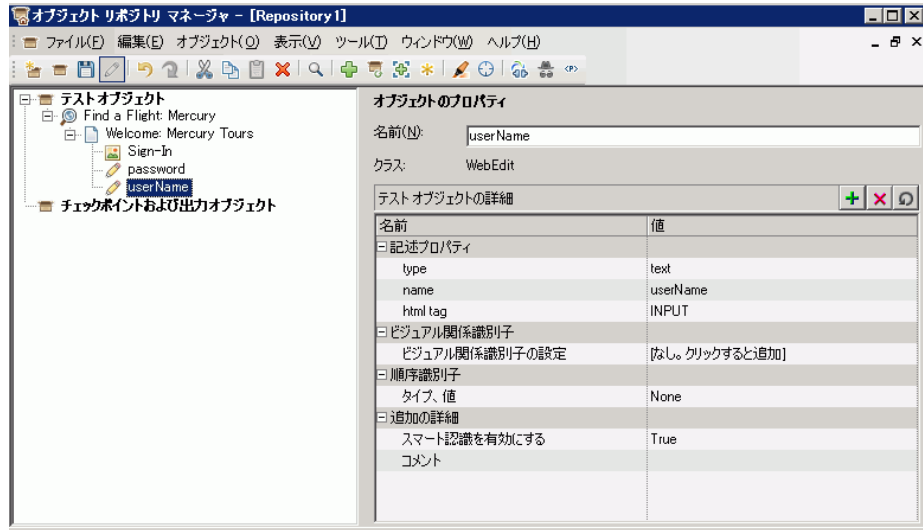 オブジェクト リポジトリ マネージャ - [Repository1]
ファイル(F) 編集(E) オブジェクト(O) 表示(V) ツール(T) ウィンドウ(W) ヘルプ(H)
テスト オブジェクト
Find a Flight: Mercury
Welcome: Mercury Tours
Sign-In
password
userName
チェックポイントおよび出力オブジェクト
オブジェクトのプロパティ
名前(N): userName
クラス: WebEdit
テスト オブジェクトの詳細
名前 値
記述プロパティ
type text
name userName
html tag INPUT
ビジュアル関係識別子
ビジュアル関係識別子の設定 [なし。クリックすると追加]
順序識別子
タイプ、値 None
追加の詳細
スマート認識を有効にする True
コメント